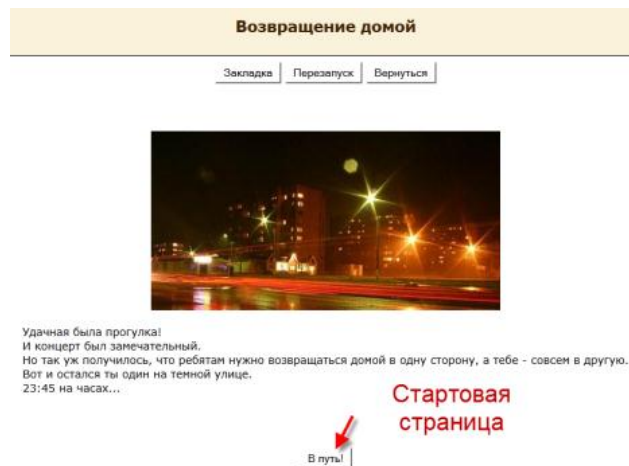 Возвращение домой
Закладка Перезапуск Вернуться
Удачная была прогулка!
И концерт был замечательный.
Но так уж получилось, что ребятам нужно возвращаться домой в одну сторону, а тебе - совсем в другую.
Вот и остался ты один на темной улице.
23:45 на часах...
Стартовая
страница
В путь!